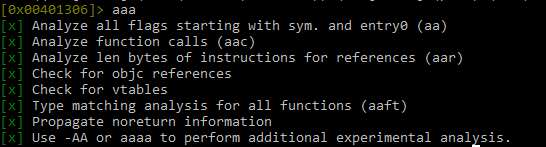 [0x00401306]> aaa
[x] Analyze all flags starting with sym. and entry0 (aa)
[x] Analyze function calls (aac)
[x] Analyze len bytes of instructions for references (aar)
[x] Check for objc references
[x] Check for vtables
[x] Type matching analysis for all functions (aaft)
[x] Propagate noreturn information
[x] Use -AA or aaaa to perform additional experimental analysis.